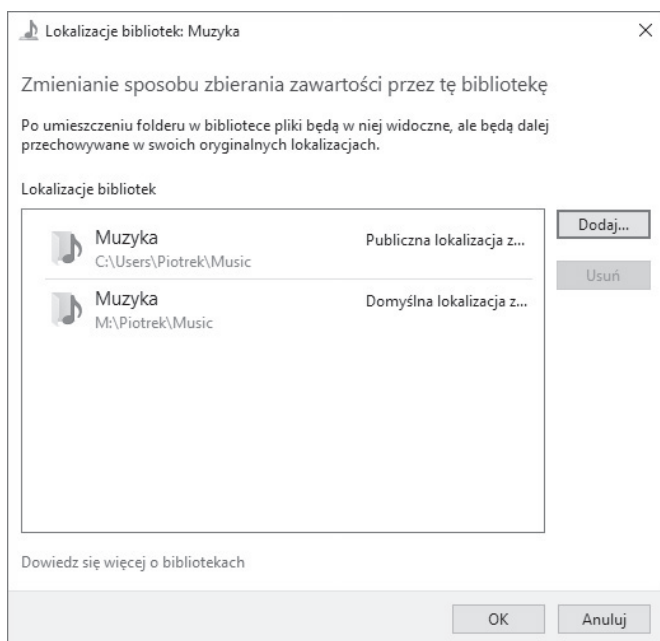 Lokalizacje bibliotek: Muzyka
Zmienianie sposobu zbierania zawartości przez tę bibliotekę
Po umieszczeniu folderu w bibliotece pliki będą w niej widoczne, ale będą dalej
przechowywane w swoich oryginalnych lokalizacjach.
Lokalizacje bibliotek
Muzyka Publiczna lokalizacja z...
C:\Users\Piotrek\Music
Muzyka Domyślna lokalizacja z...
M:\Piotrek\Music
Dodaj...
Usuń
Dowiedz się więcej o bibliotekach
OK Anuluj